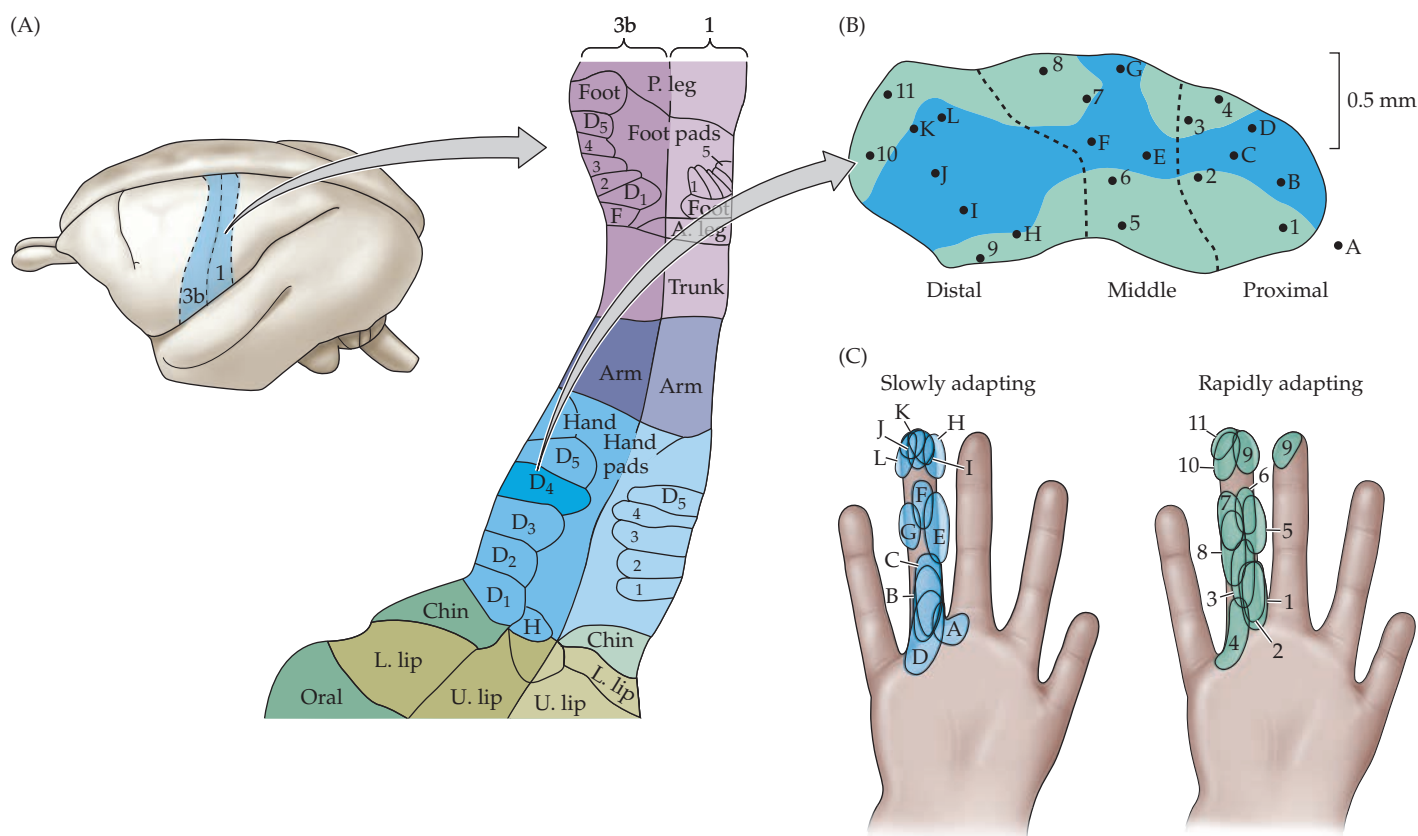 (A)
3b
1
Foot
P. leg
D5
Foot pads
4
3
2
D1
F
5
1
Foot
A. leg
Trunk
Arm
Arm
Hand
Hand
pads
D5
D4
D3
D2
D1
H
D5
4
3
2
1
Chin
Chin
L. lip
L. lip
Oral
U. lip
U. lip
3b
1
(B)
8
G
11
7
4
L
3
D
K
F
10
E
C
J
6
2
B
I
5
1
H
9
A
0.5 mm
Distal
Middle
Proximal
(C)
Slowly adapting
K
H
J
L
I
F
G
E
C
B
A
D
Rapidly adapting
11
9
9
10
6
7
5
8
3
1
4
2